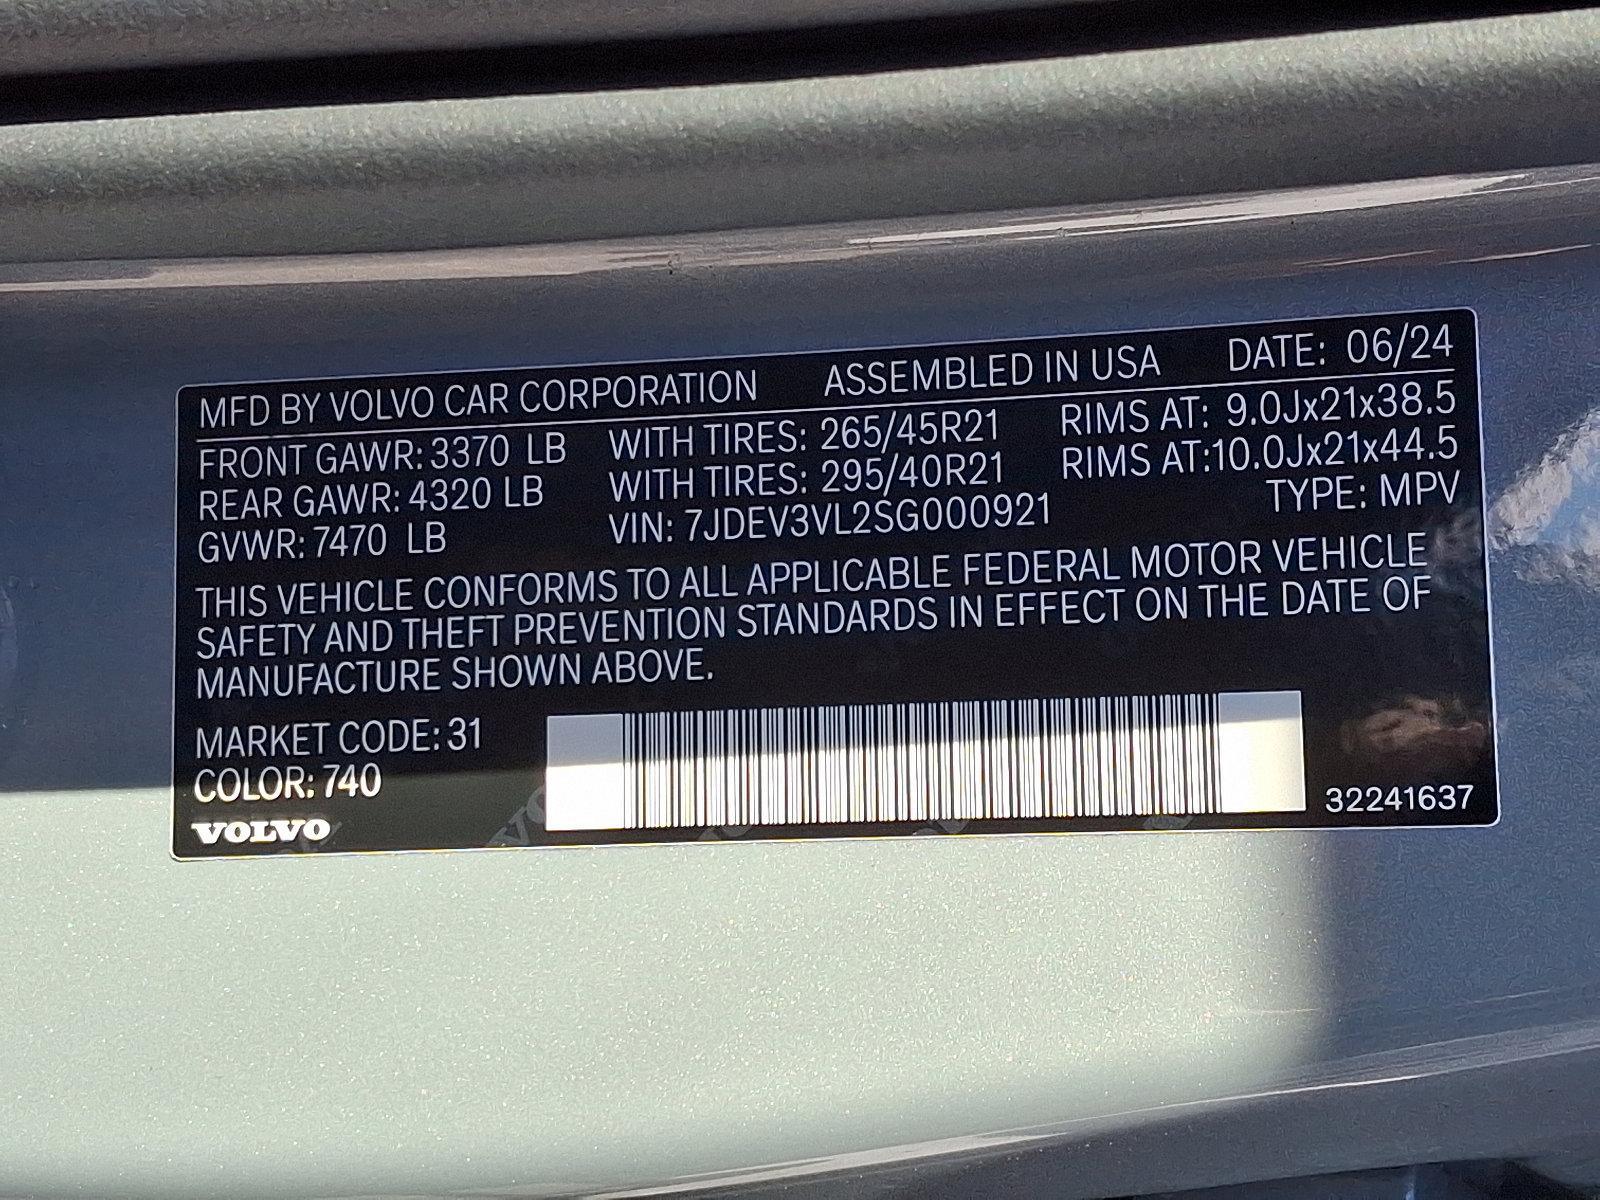 MFD BY VOLVO CAR CORPORATION ASSEMBLED IN USA DATE: 06/24
FRONT GAWR: 3370 LB WITH TIRES: 265/45R21 RIMS AT: 9.0Jx21x38.5
REAR GAWR: 4320 LB WITH TIRES: 295/40R21 RIMS AT:10.0Jx21x44.5
GVWR: 7470 LB VIN: 7JDEV3VL2SG000921 TYPE: MPV
THIS VEHICLE CONFORMS TO ALL APPLICABLE FEDERAL MOTOR VEHICLE
SAFETY AND THEFT PREVENTION STANDARDS IN EFFECT ON THE DATE OF
MANUFACTURE SHOWN ABOVE.
MARKET CODE: 31
COLOR: 740
VOLVO
32241637